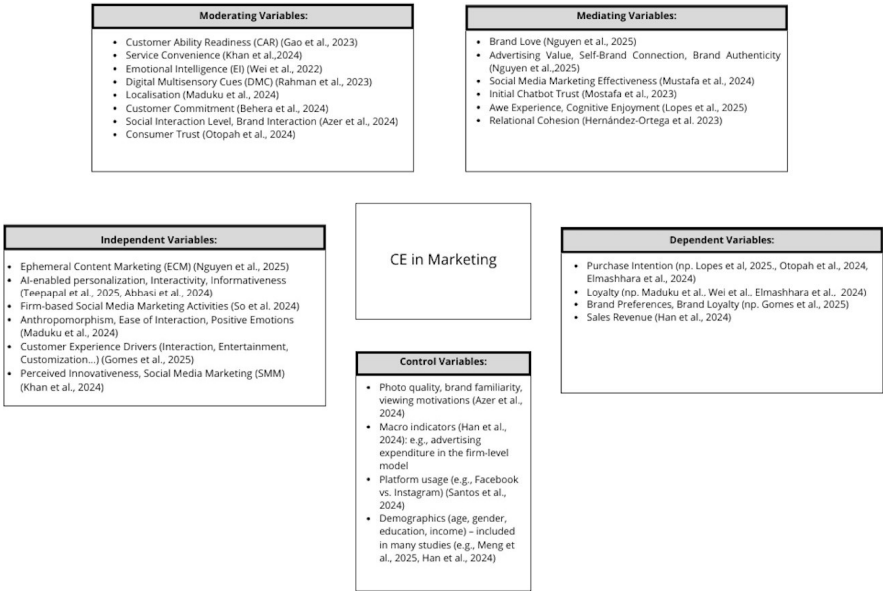 Moderating Variables:
• Customer Ability Readiness (CAR) (Gao et al., 2023)
• Service Convenience (Khan et al.,2024)
• Emotional Intelligence (EI) (Wei et al., 2022)
• Digital Multisensory Cues (DMC) (Rahman et al., 2023)
• Localisation (Maduku et al., 2024)
• Customer Commitment (Behera et al., 2024)
• Social Interaction Level, Brand Interaction (Azer et al., 2024)
• Consumer Trust (Otopah et al., 2024)
Mediating Variables:
• Brand Love (Nguyen et al., 2025)
• Advertising Value, Self-Brand Connection, Brand Authenticity
(Nguyen et al.,2025)
• Social Media Marketing Effectiveness (Mustafa et al., 2024)
• Initial Chatbot Trust (Mostafa et al., 2023)
• Awe Experience, Cognitive Enjoyment (Lopes et al., 2025)
• Relational Cohesion (Hernández-Ortega et al. 2023)
Independent Variables:
• Ephemeral Content Marketing (ECM) (Nguyen et al., 2025)
• AI-enabled personalization, Interactivity, Informativeness
(Teepapal et al., 2025, Abbasi et al., 2024)
• Firm-based Social Media Marketing Activities (So et al. 2024)
• Anthropomorphism, Ease of Interaction, Positive Emotions
(Maduku et al., 2024)
• Customer Experience Drivers (Interaction, Entertainment,
Customization...) (Gomes et al., 2025)
• Perceived Innovativeness, Social Media Marketing (SMM)
(Khan et al., 2024)
CE in Marketing
Dependent Variables:
• Purchase Intention (np. Lopes et al, 2025., Otopah et al., 2024,
Elmashhara et al., 2024)
• Loyalty (np. Maduku et al., Wei et al., Elmashhara et al., 2024)
• Brand Preferences, Brand Loyalty (np. Gomes et al., 2025)
• Sales Revenue (Han et al., 2024)
Control Variables:
• Photo quality, brand familiarity,
viewing motivations (Azer et al.,
2024)
• Macro indicators (Han et al.,
2024): e.g., advertising
expenditure in the firm-level
model
• Platform usage (e.g., Facebook
vs. Instagram) (Santos et al.,
2024)
• Demographics (age, gender,
education, income) – included
in many studies (e.g., Meng et
al., 2025, Han et al., 2024)